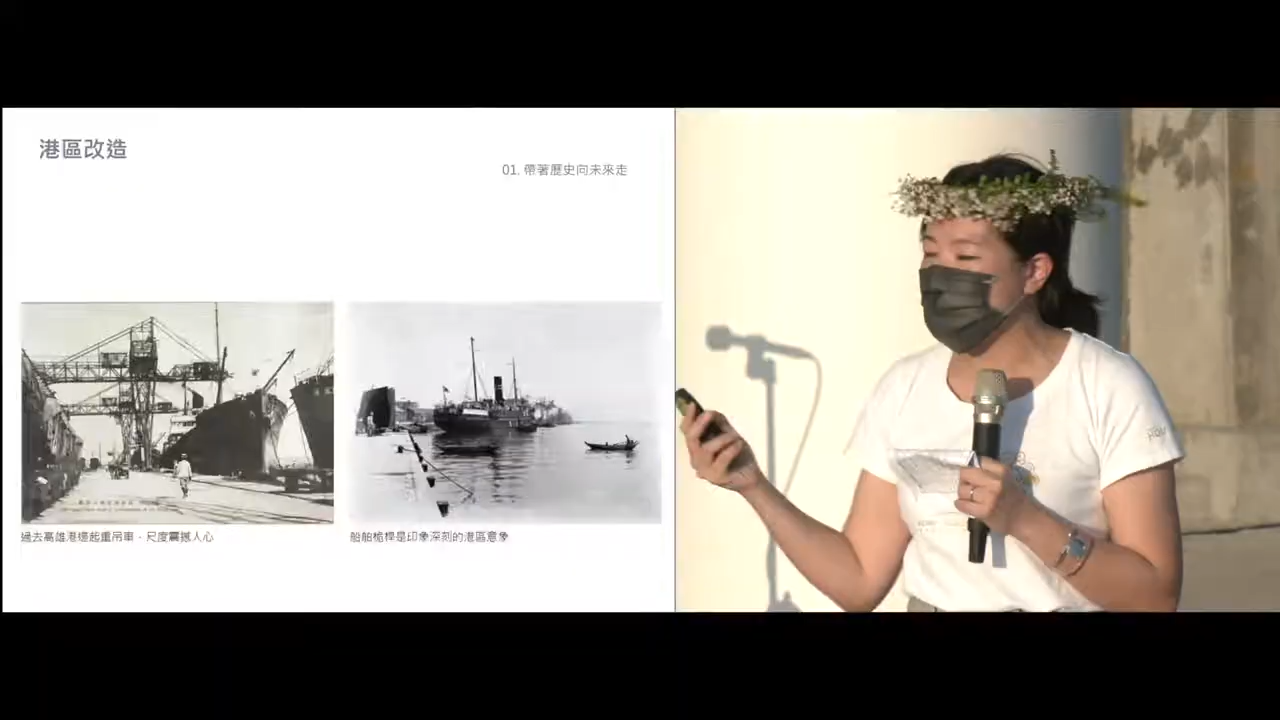 港區改造
01. 帶著歷史向未來走
過去高雄港邊起重吊車，尺度震撼人心
船舶桅桿是印象深刻的港區意象